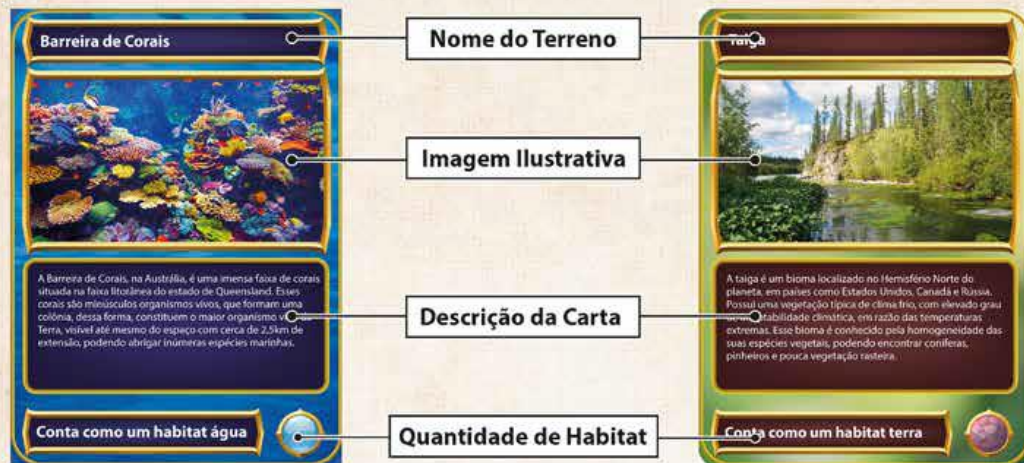 Barreira de Corais
Nome do Terreno
Taiga
Imagem Ilustrativa
A Barreira de Corais, na Austrália, é uma imensa faixa de corais
situada na faixa litorânea do estado de Queensland. Esses
corais são minúsculos organismos vivos, que formam uma
colônia, dessa forma, constituem o maior organismo
Terra, visível até mesmo do espaço com cerca de 2,5km de
extensão, podendo abrigar inúmeras espécies marinhas.
Descrição da Carta
A taiga é um bioma localizado no Hemisfério Norte do
planeta, em países como Estados Unidos, Canadá e Rússia.
Possui uma vegetação típica de clima frio, com elevado grau
climática, em razão das temperaturas
extremas. Esse bioma é conhecido pela homogeneidade das
suas espécies vegetais, podendo encontrar coníferas,
pinheiros e pouca vegetação rasteira.
Conta como um habitat água
Quantidade de Habitat
Conta como um habitat terra